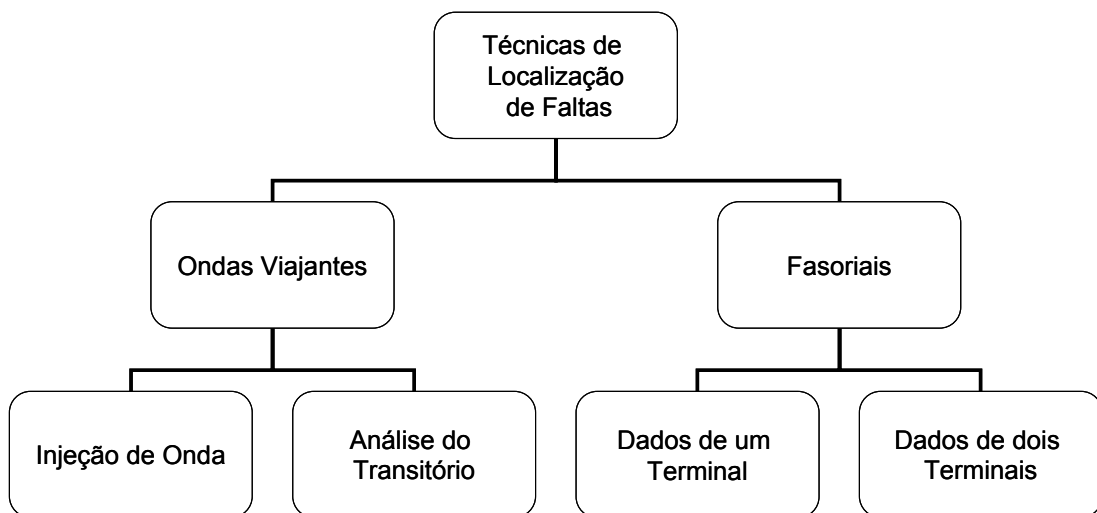 Técnicas de
Localização
de Faltas
Ondas Viajantes
Fasoriais
Injeção de Onda
Análise do
Transitório
Dados de um
Terminal
Dados de dois
Terminais